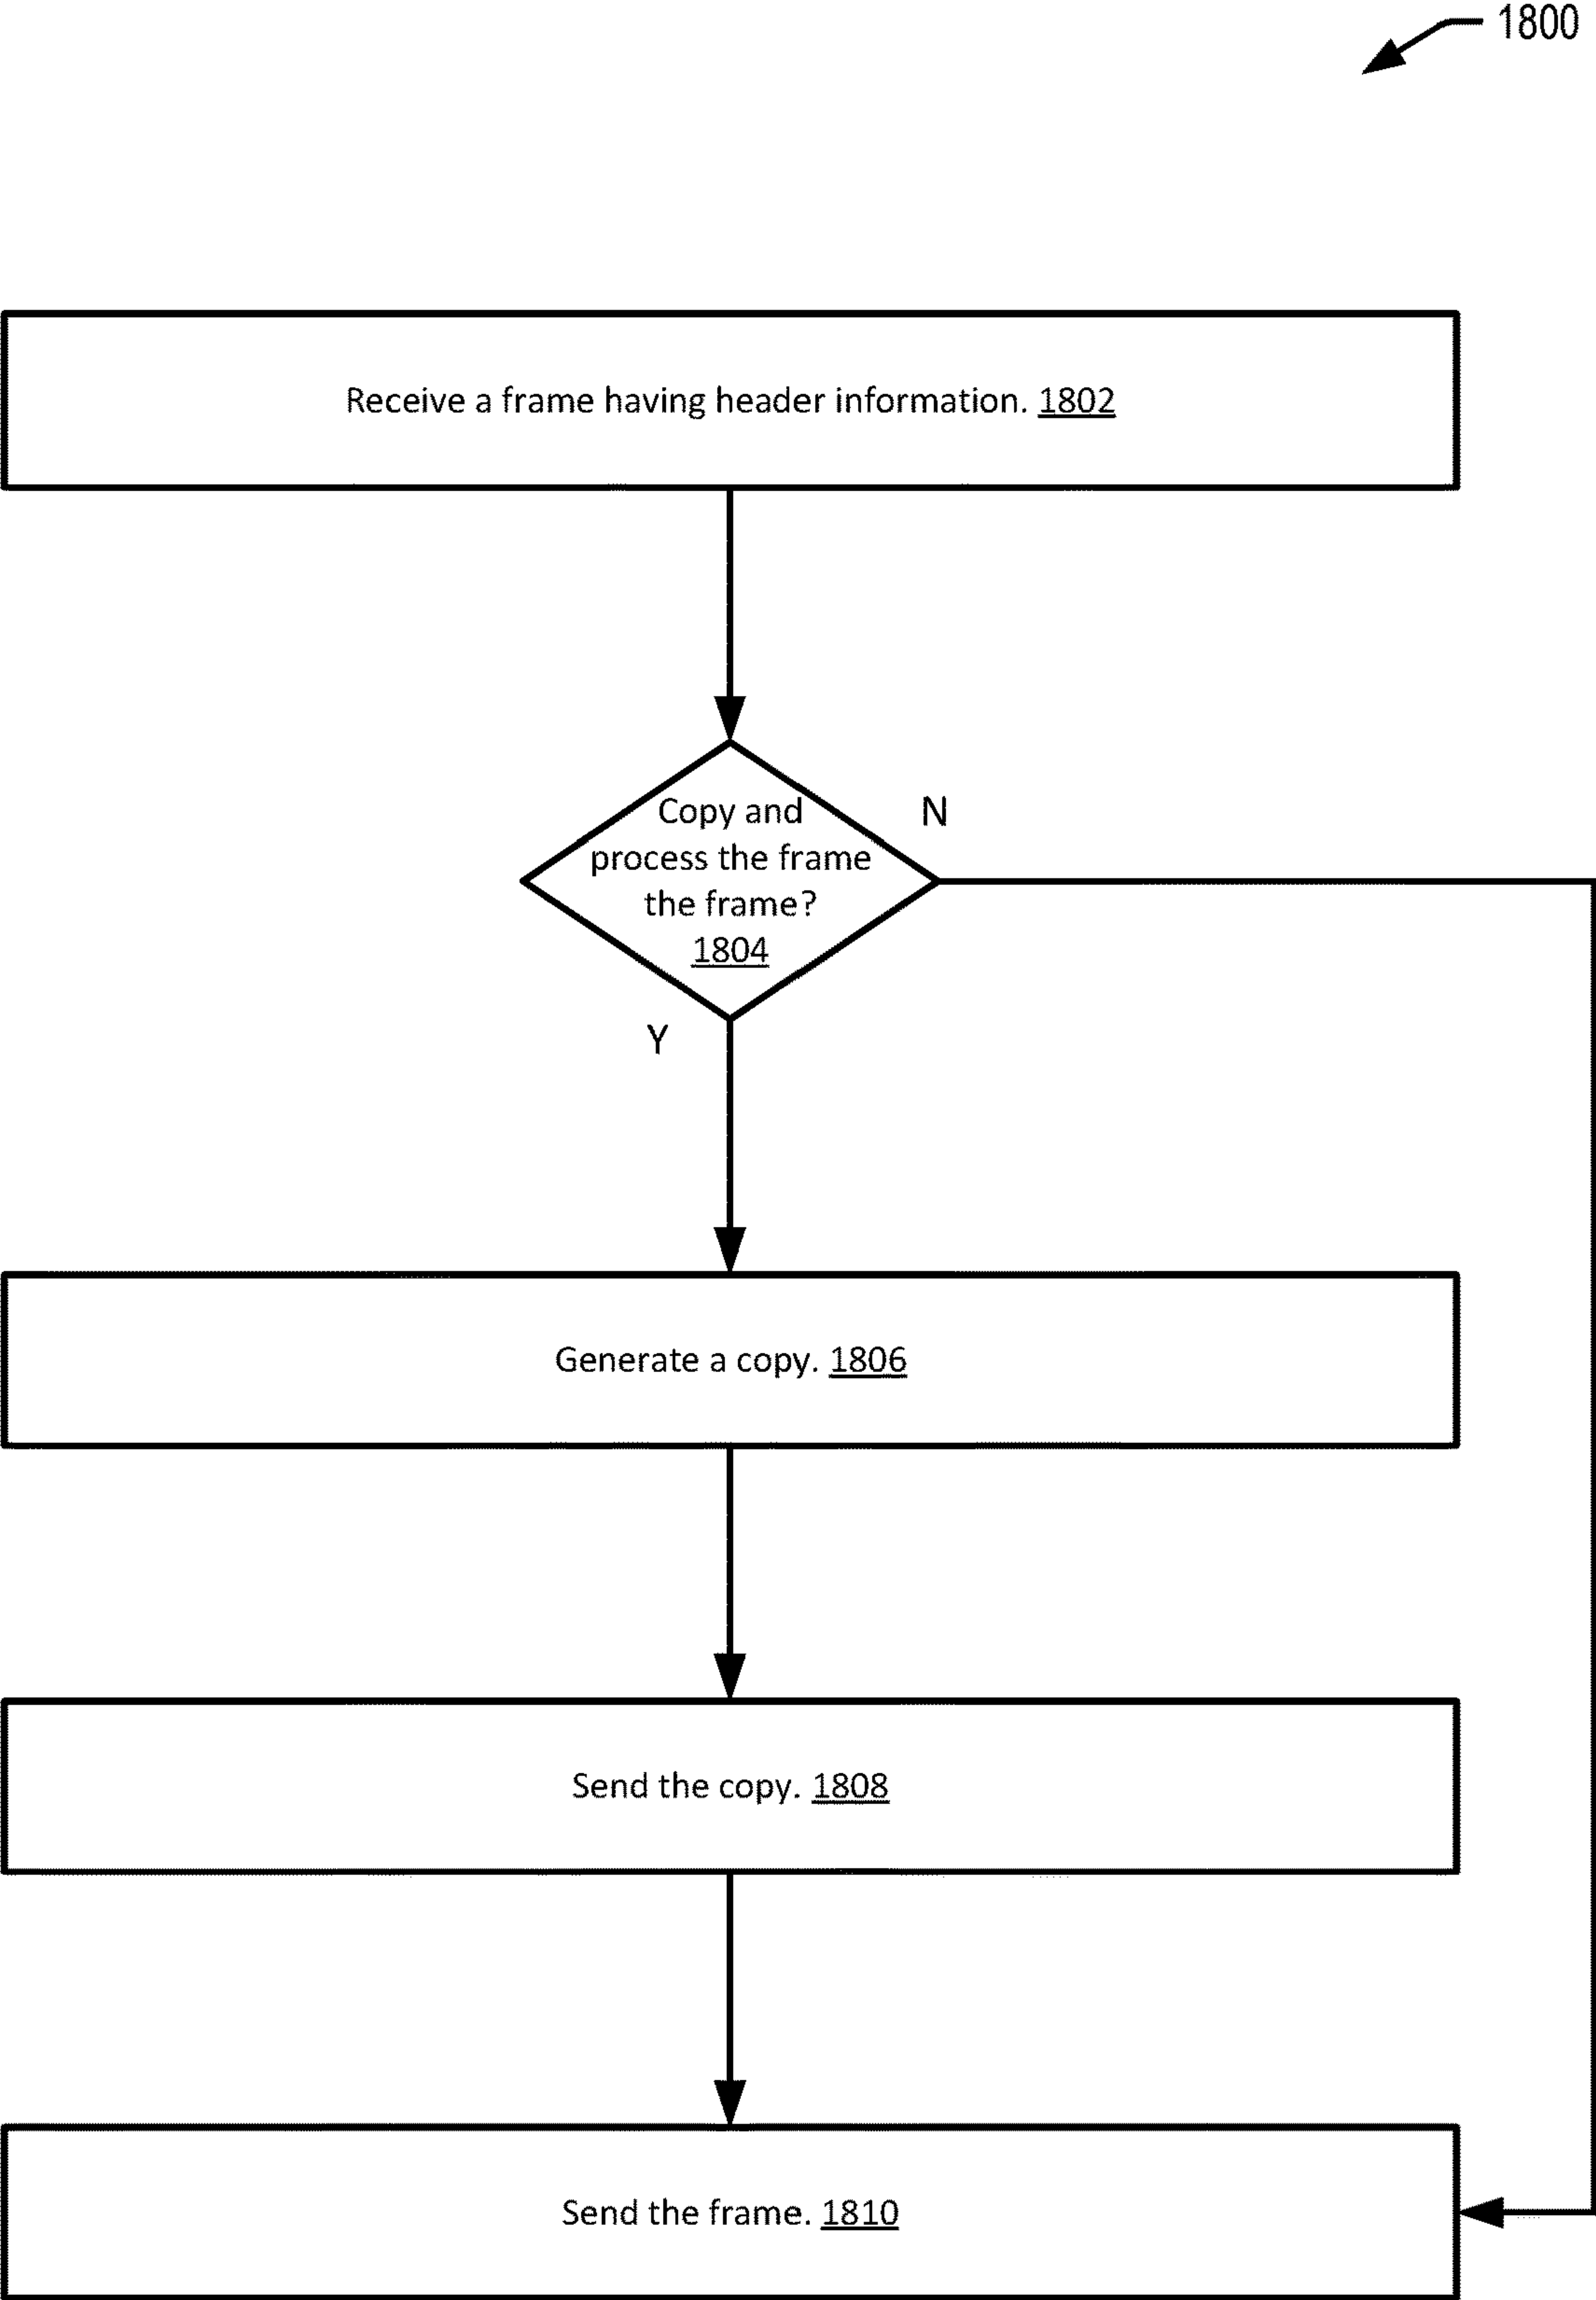 1800
Receive a frame having header information. 1802
Copy and
process the frame
the frame?
1804
N
Y
Generate a copy. 1806
Send the copy. 1808
Send the frame. 1810